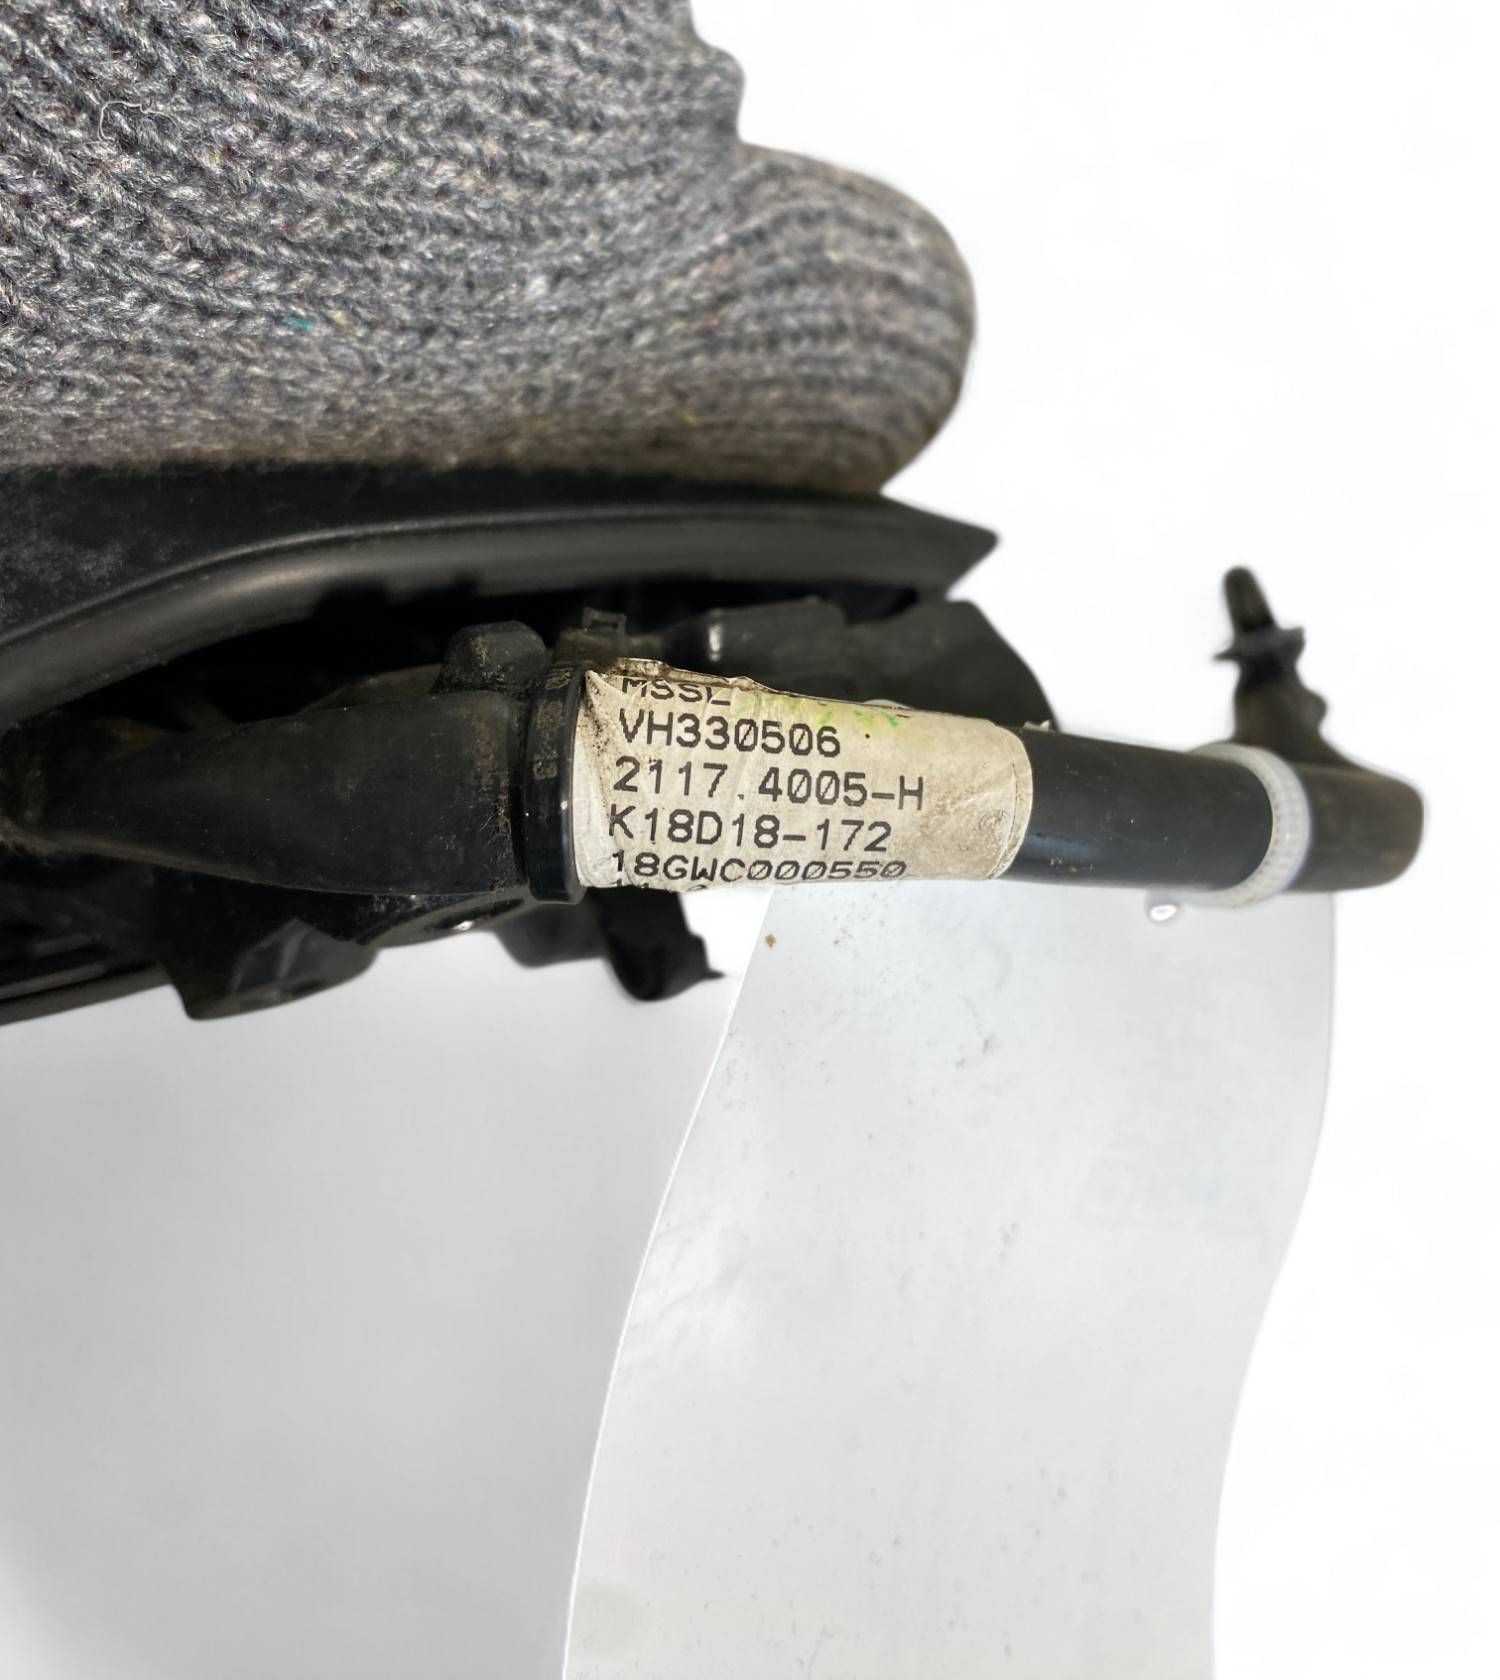 MSSL
VH330506
2117.4005-H
K18D18-172
18GWC000550